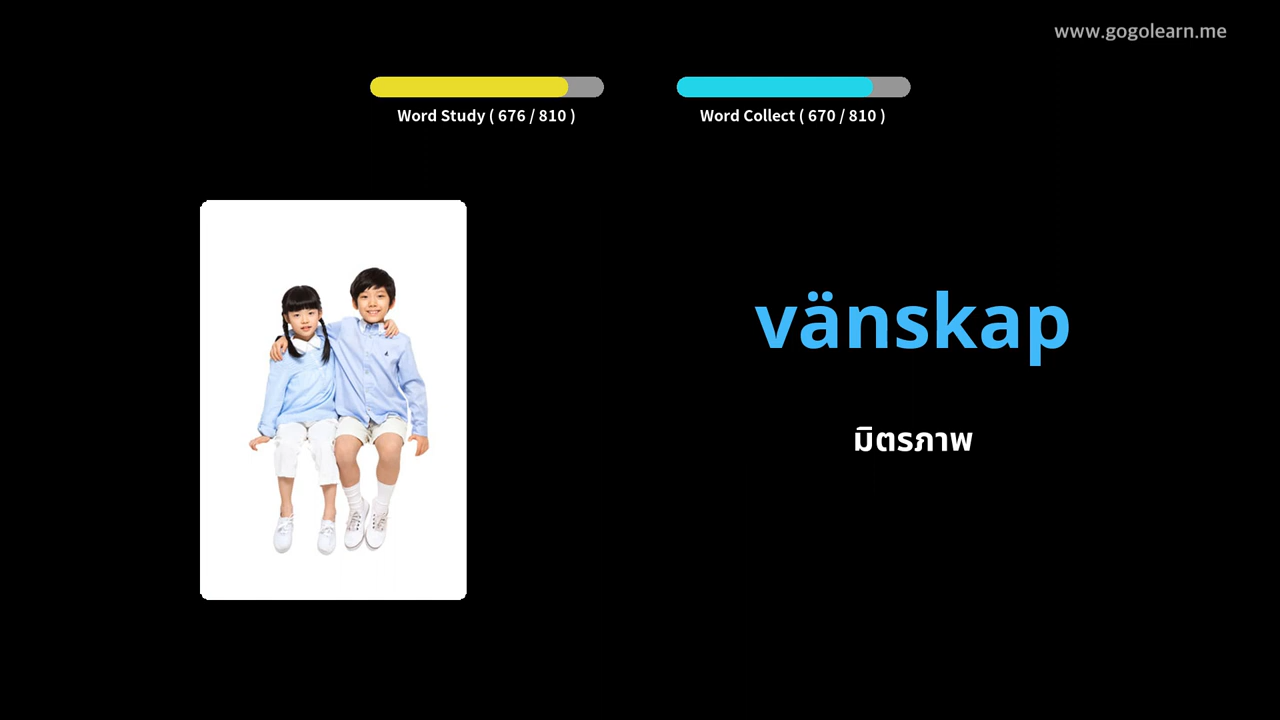 www.gogolearn.me
Word Study ( 676 / 810 )
Word Collect ( 670 / 810 )
vänskap
มิตรภาพ